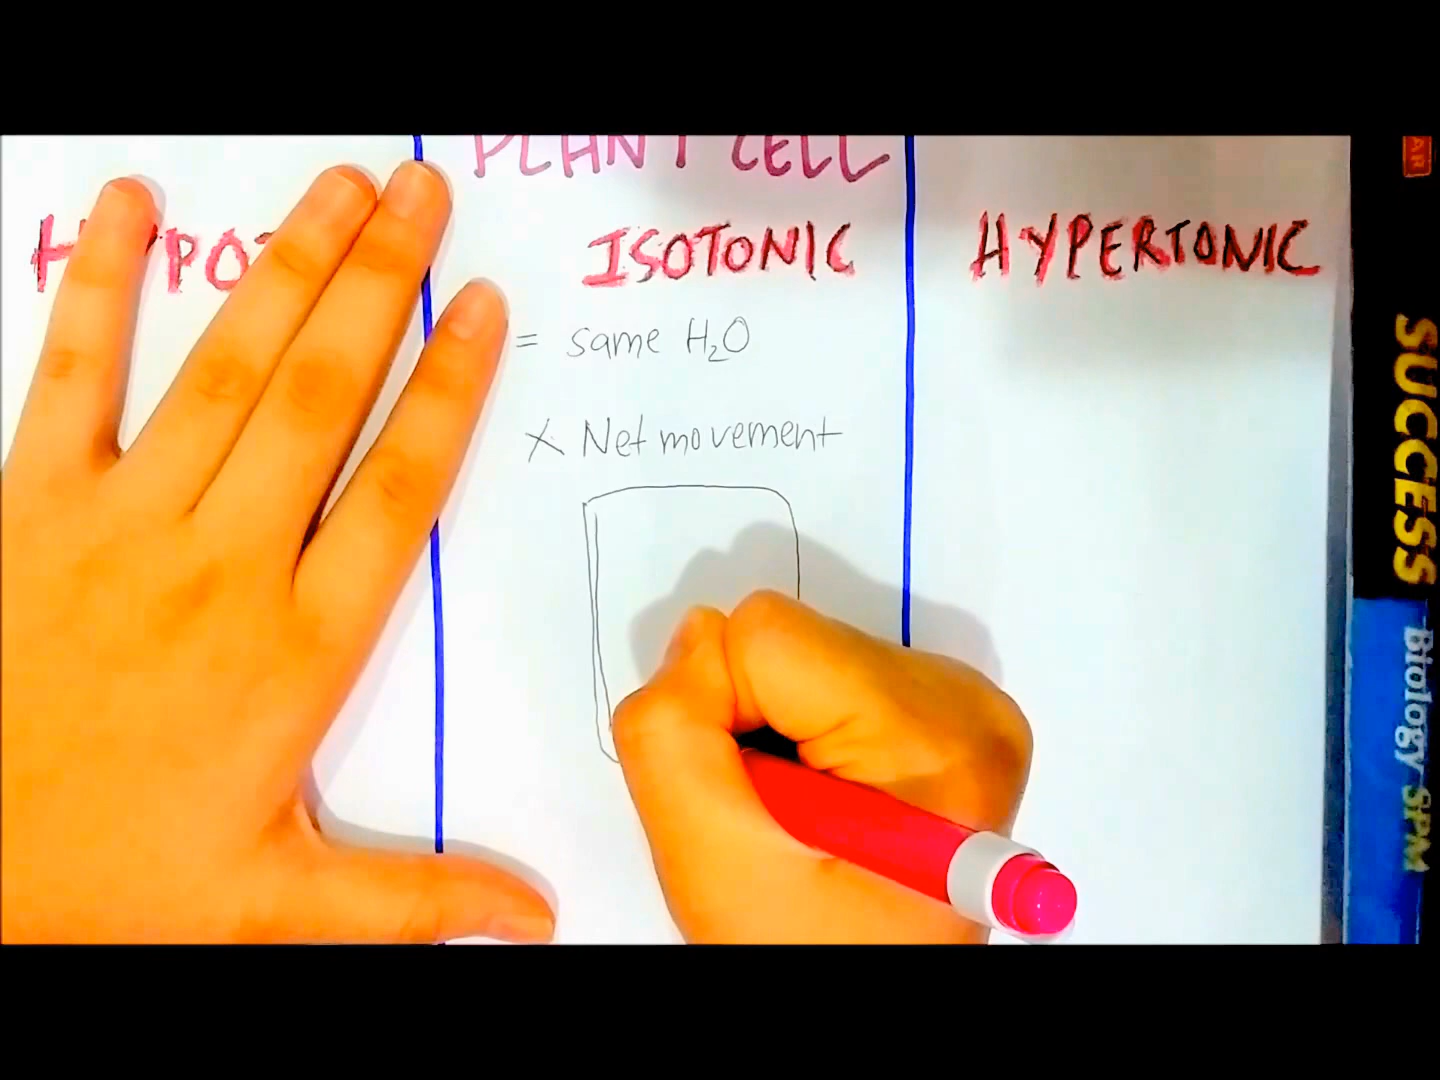 PLANT CELL
ISOTONIC
HYPERTONIC
= same H₂O
X Net movement
SUCCESS
Biology SPM